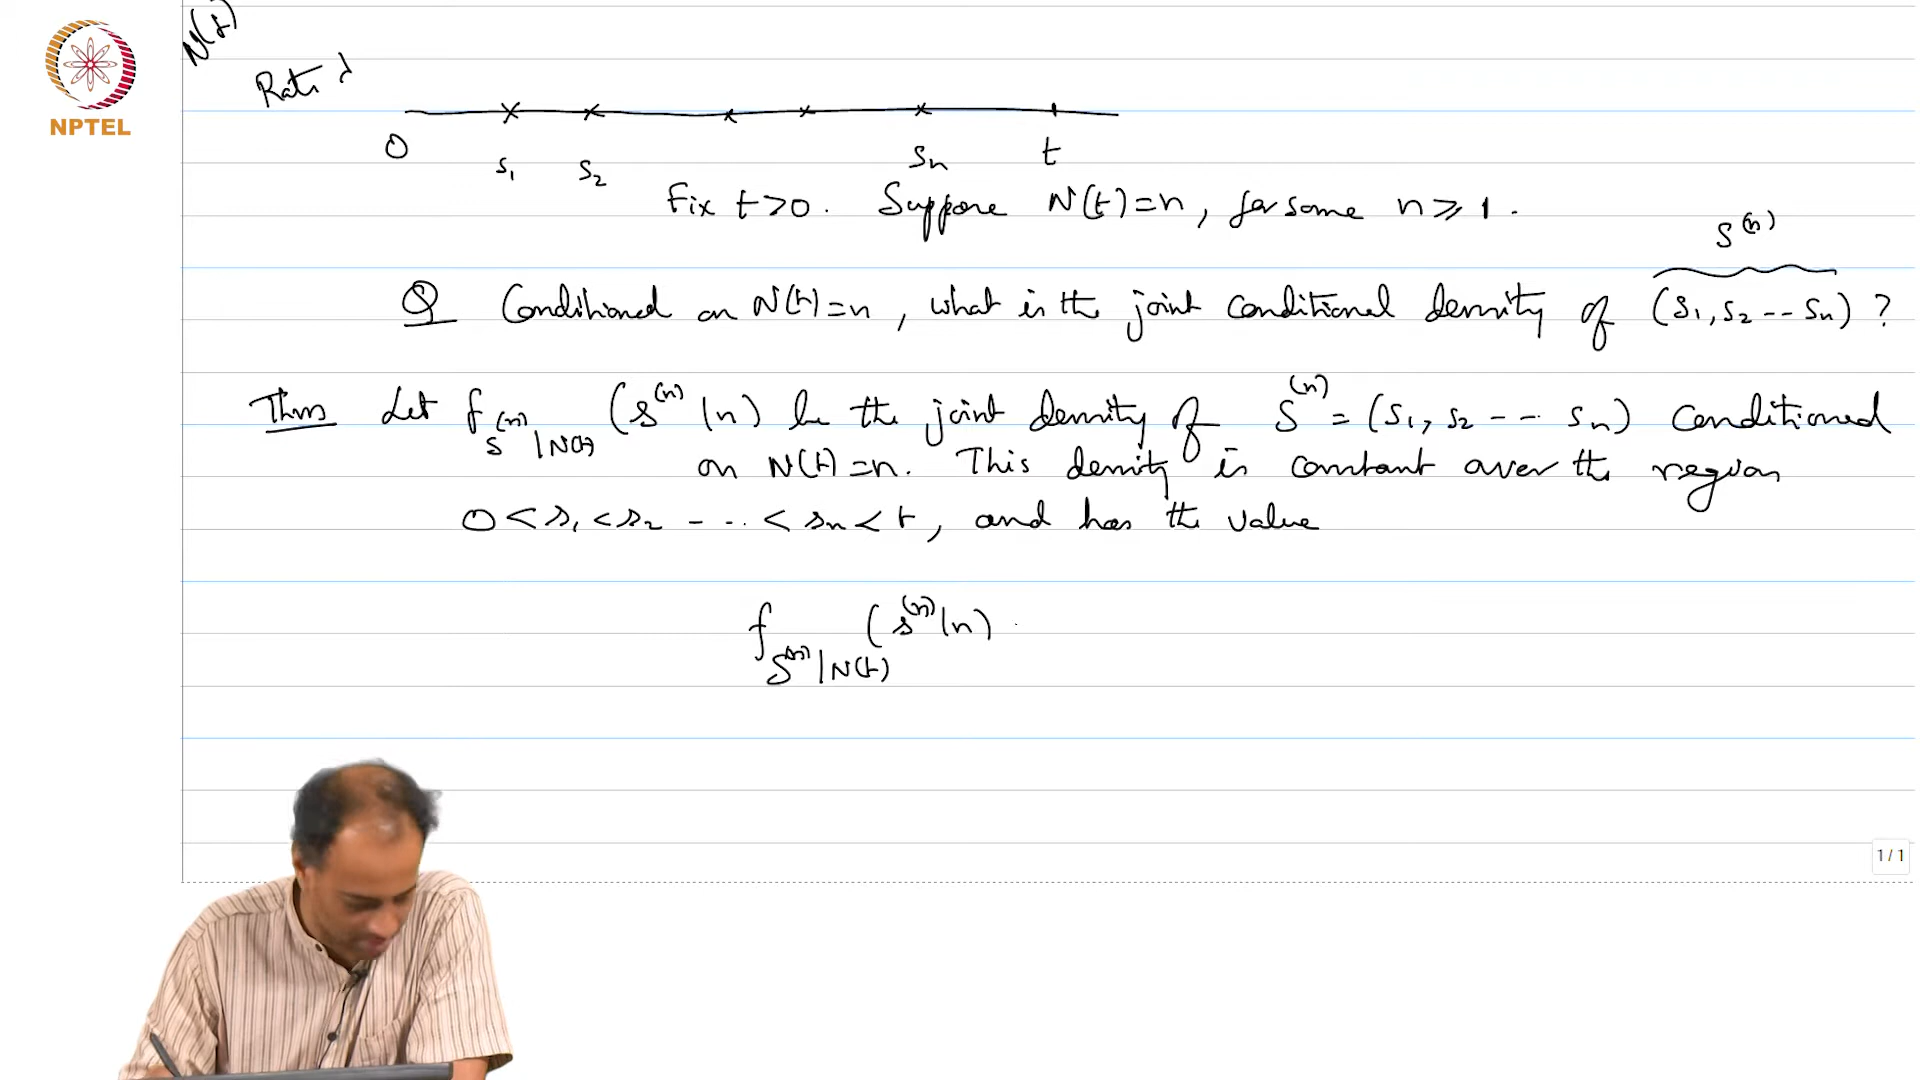 N(t)
Rate λ
NPTEL
0 s₁ s₂ sₙ t
Fix t>0. Suppose N(t)=n, for some n ≥ 1.
S⁽ⁿ⁾
Q Conditioned on N(t)=n, what is the joint conditional density of (S₁, S₂ -- Sₙ) ?
Thm Let f_{S⁽ⁿ⁾|N(t)} (s⁽ⁿ⁾|n) be the joint density of S⁽ⁿ⁾ = (S₁, S₂ -- Sₙ) conditioned
on N(t)=n. This density is constant over the region
0 < s₁ < s₂ - -.. < sₙ < t, and has the value
f_{S⁽ⁿ⁾|N(t)} (s⁽ⁿ⁾|n)
1 / 1